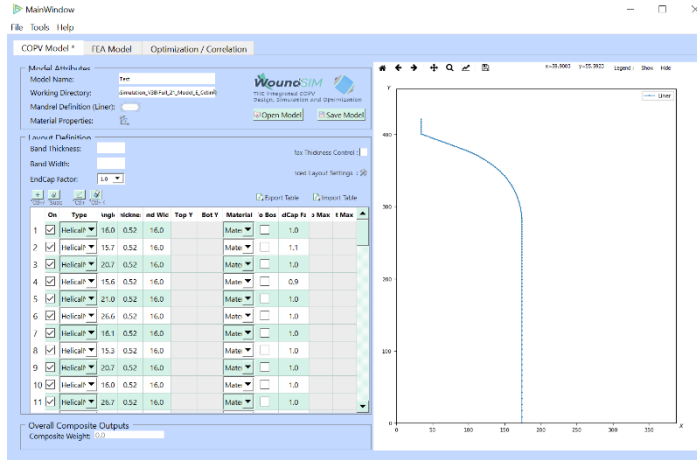 MainWindow
File Tools Help
COPV Model * FEA Model Optimization / Correlation
Model Attributes
Model Name: Test
Working Directory:
Mandrel Definition (Liner):
Material Properties:
WoundSIM
THE Integrated COPV
Design, Simulation and Optimization
Open Model Save Model
Layout Definition
Band Thickness:
Band Width:
EndCap Factor: 1.0
Max Thickness Control :
Layout Settings :
Export Table Import Table
On Type Angle Top Y Bot Y Material Max t Max
1 Helical 16.0 0.52 16.0 Mate 1.0
2 Helical 15.7 0.52 16.0 Mate 1.1
3 Helical 20.7 0.52 16.0 Mate 1.0
4 Helical 15.6 0.52 16.0 Mate 0.9
5 Helical 21.0 0.52 16.0 Mate 1.0
6 Helical 26.6 0.52 16.0 Mate 1.0
7 Helical 16.1 0.52 16.0 Mate 1.0
8 Helical 15.3 0.52 16.0 Mate 1.0
9 Helical 20.7 0.52 16.0 Mate 1.0
10 Helical 16.0 0.52 16.0 Mate 1.0
11 Helical 26.7 0.52 16.0 Mate 1.0
Overall Composite Outputs
Composite Weight: 0.0
Legend : Show Hide
Y
Liner
400
300
200
100
0
0 50 100 150 200 250 300 350 X